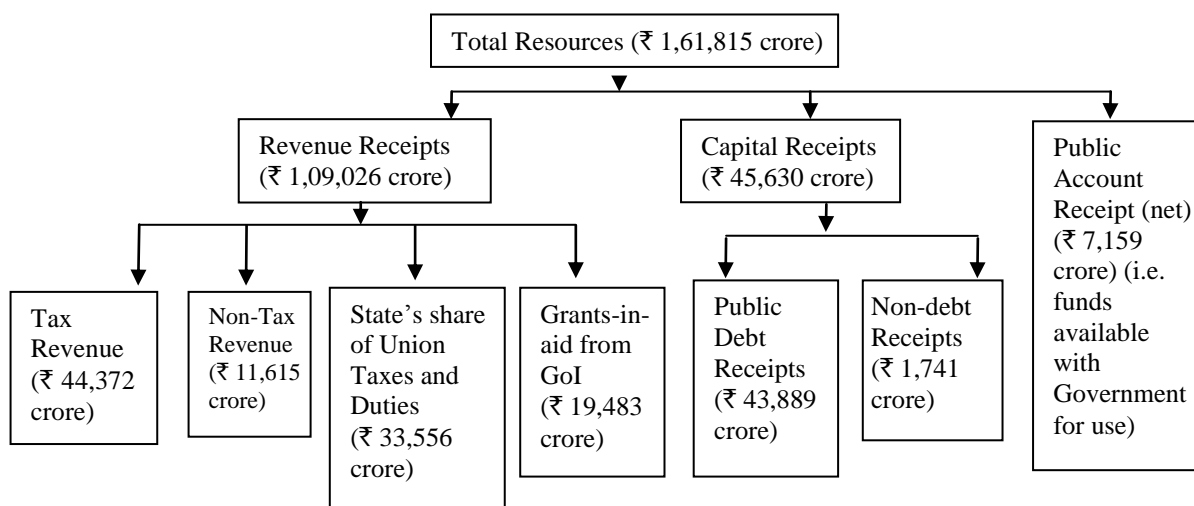 Total Resources (₹ 1,61,815 crore)
Revenue Receipts
(₹ 1,09,026 crore)
Capital Receipts
(₹ 45,630 crore)
Public
Account
Receipt (net)
(₹ 7,159
crore) (i.e.
funds
available
with
Government
for use)
Tax
Revenue
(₹ 44,372
crore)
Non-Tax
Revenue
(₹ 11,615
crore)
State’s share
of Union
Taxes and
Duties
(₹ 33,556
crore)
Grants-in-
aid from
GoI
(₹ 19,483
crore)
Public
Debt
Receipts
(₹ 43,889
crore)
Non-debt
Receipts
(₹ 1,741
crore)